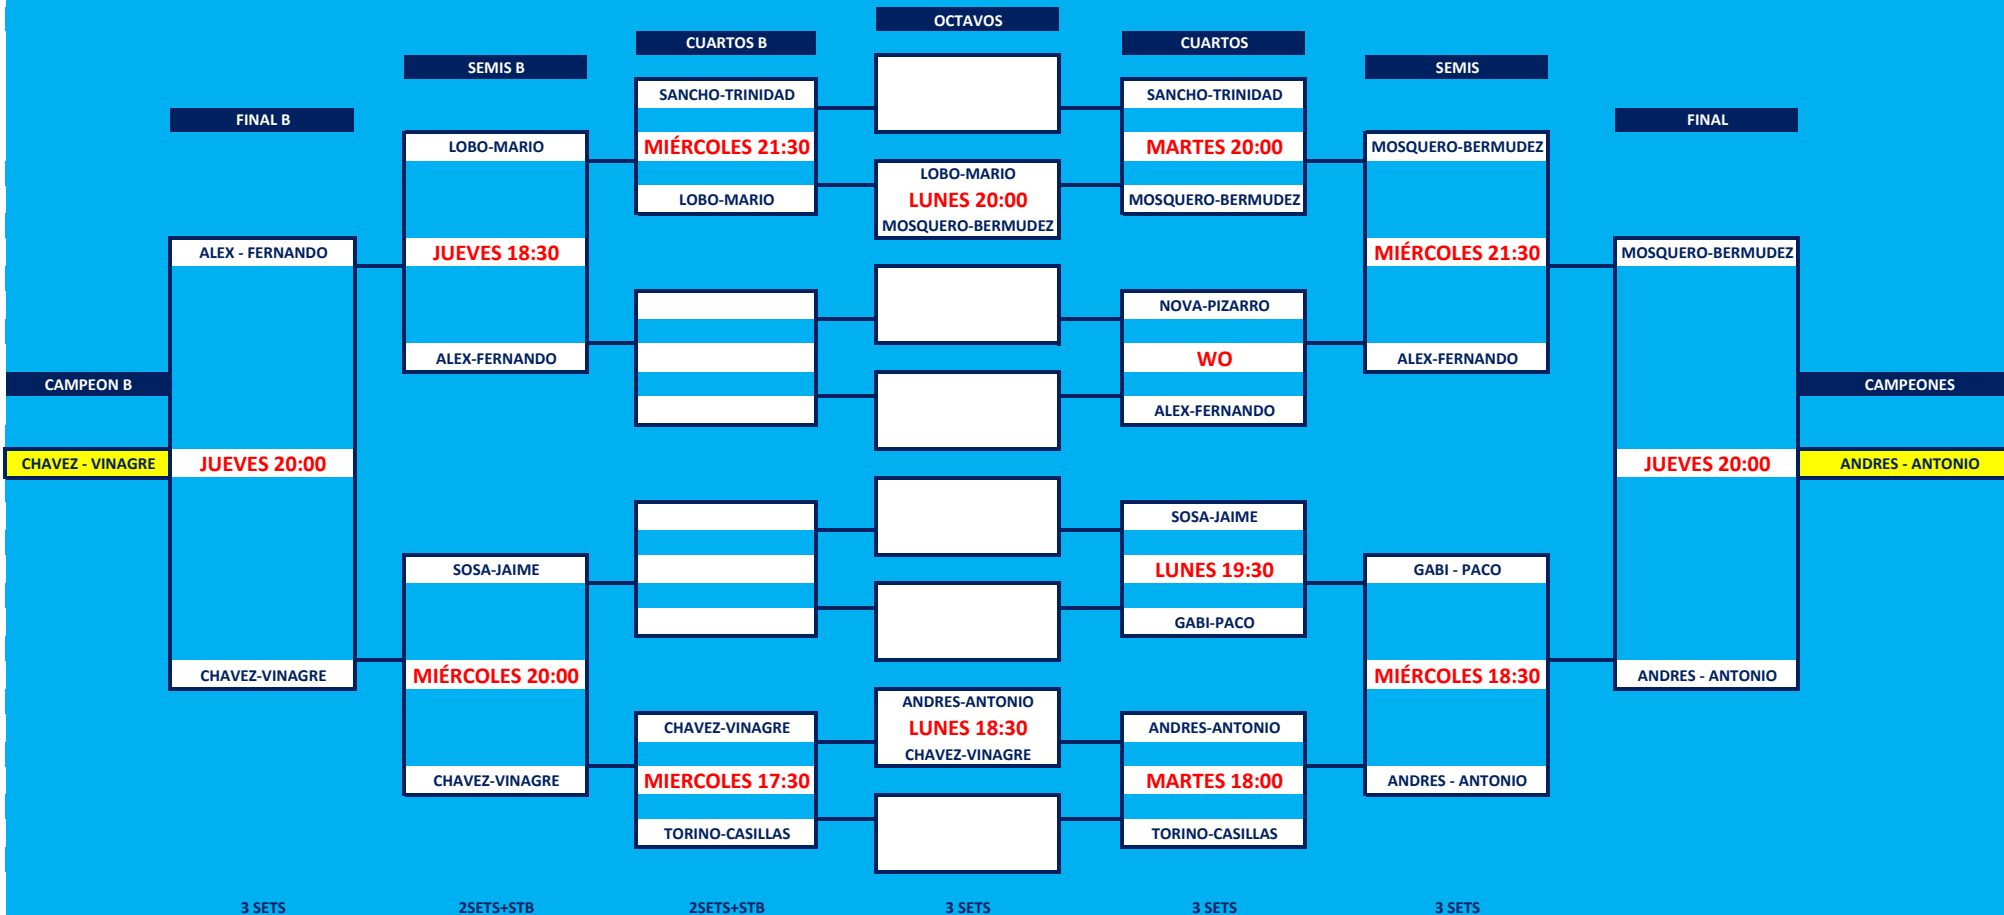 OCTAVOS
CUARTOS B
CUARTOS
SEMIS B
SEMIS
SANCHO-TRINIDAD
SANCHO-TRINIDAD
FINAL B
FINAL
LOBO-MARIO
MIÉRCOLES 21:30
MARTES 20:00
MOSQUERO-BERMUDEZ
LOBO-MARIO
LUNES 20:00
MOSQUERO-BERMUDEZ
LOBO-MARIO
MOSQUERO-BERMUDEZ
ALEX - FERNANDO
JUEVES 18:30
MIÉRCOLES 21:30
MOSQUERO-BERMUDEZ
NOVA-PIZARRO
ALEX-FERNANDO
WO
ALEX-FERNANDO
CAMPEON B
CAMPEONES
ALEX-FERNANDO
CHAVEZ - VINAGRE
JUEVES 20:00
JUEVES 20:00
ANDRES - ANTONIO
SOSA-JAIME
SOSA-JAIME
LUNES 19:30
GABI - PACO
GABI-PACO
CHAVEZ-VINAGRE
MIÉRCOLES 20:00
MIÉRCOLES 18:30
ANDRES - ANTONIO
ANDRES-ANTONIO
LUNES 18:30
CHAVEZ-VINAGRE
CHAVEZ-VINAGRE
ANDRES-ANTONIO
CHAVEZ-VINAGRE
MIERCOLES 17:30
MARTES 18:00
ANDRES - ANTONIO
TORINO-CASILLAS
TORINO-CASILLAS
3 SETS
2SETS+STB
2SETS+STB
3 SETS
3 SETS
3 SETS